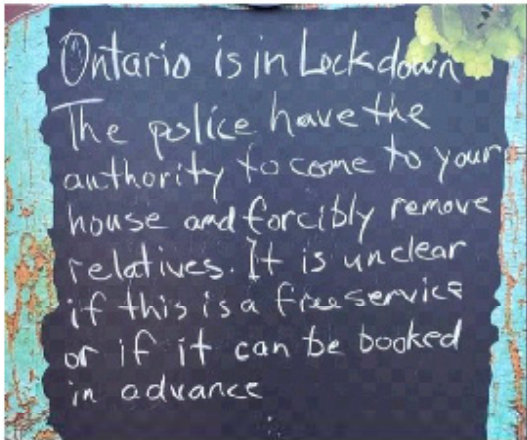 Ontario is in Lockdown
The police have the
authority to come to your
house and forcibly remove
relatives. It is unclear
if this is a free service
or if it can be booked
in advance